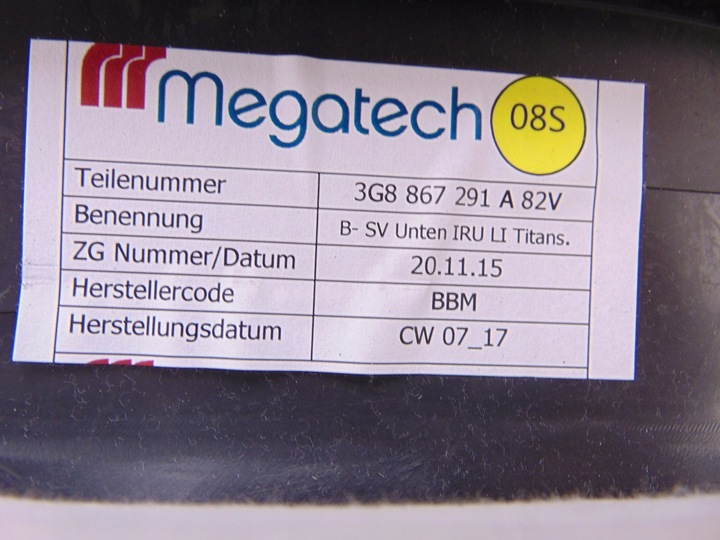 Megatech 08S
Teilenummer 3G8 867 291 A 82V
Benennung B- SV Unten IRU LI Titans.
ZG Nummer/Datum 20.11.15
Herstellercode BBM
Herstellungsdatum CW 07_17